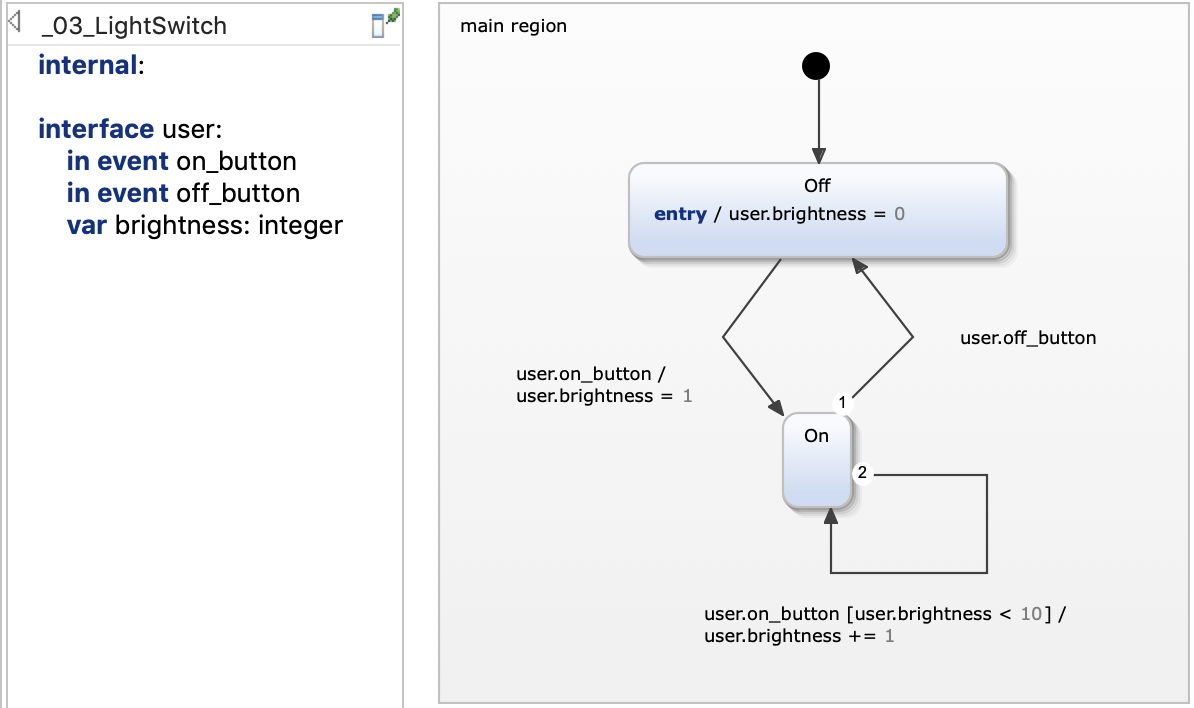 _03_LightSwitch
internal:
interface user:
in event on_button
in event off_button
var brightness: integer
main region
Off
entry / user.brightness = 0
user.off_button
user.on_button /
user.brightness = 1
1
On
2
user.on_button [user.brightness < 10] /
user.brightness += 1